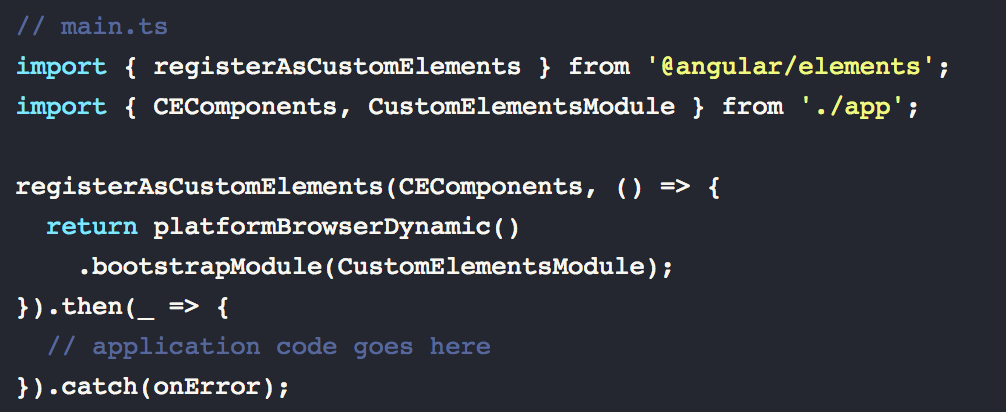 // main.ts
import { registerAsCustomElements } from '@angular/elements';
import { CEComponents, CustomElementsModule } from './app';

registerAsCustomElements(CEComponents, () => {
  return platformBrowserDynamic()
    .bootstrapModule(CustomElementsModule);
}).then(_ => {
  // application code goes here
}).catch(onError);